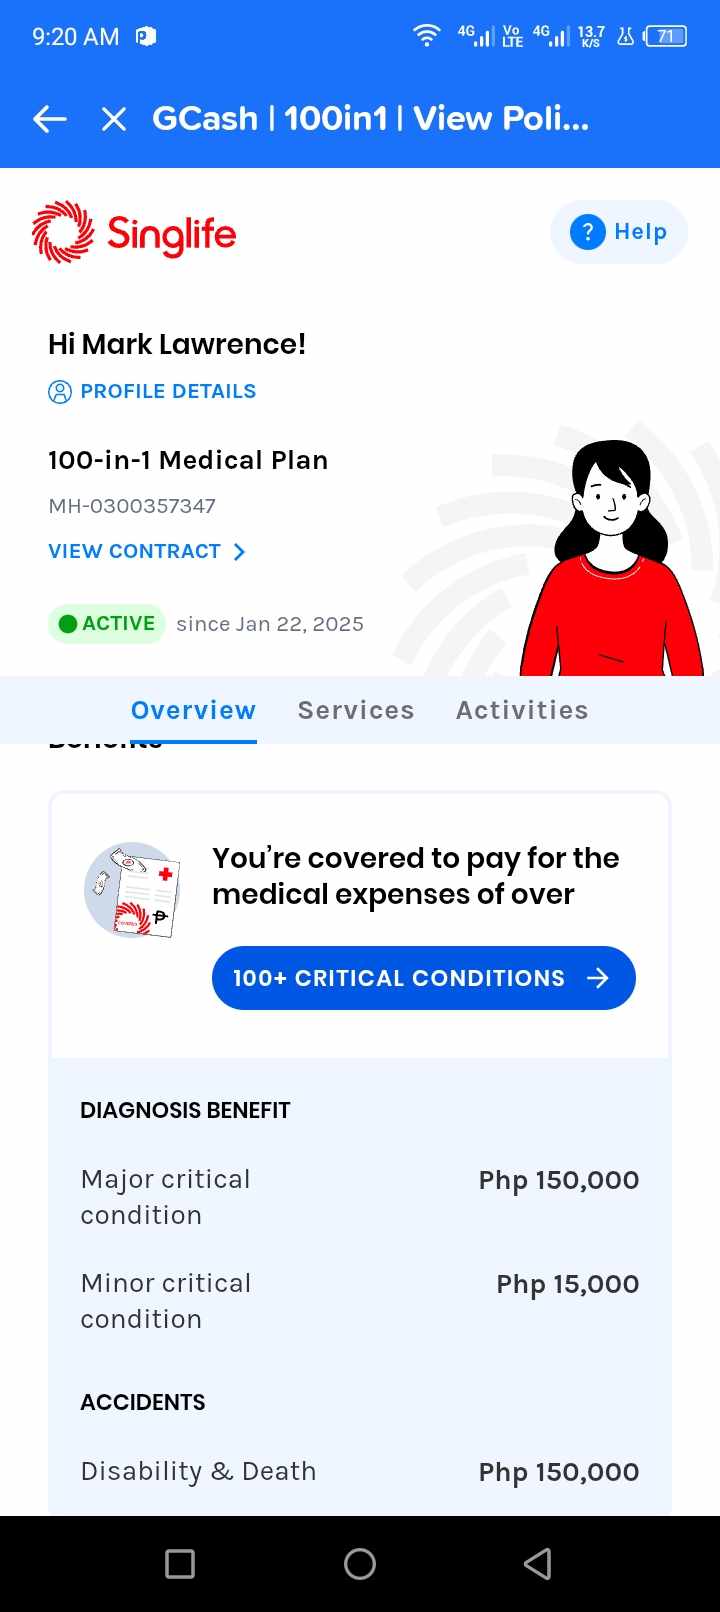 9:20 AM
4G Vo LTE 4G 13.7 K/S 71
GCash | 100in1 | View Poli...
Singlife
? Help
Hi Mark Lawrence!
PROFILE DETAILS
100-in-1 Medical Plan
MH-0300357347
VIEW CONTRACT
ACTIVE since Jan 22, 2025
Overview Services Activities
Benefits
You're covered to pay for the
medical expenses of over
100+ CRITICAL CONDITIONS
DIAGNOSIS BENEFIT
Major critical Php 150,000
condition
Minor critical Php 15,000
condition
ACCIDENTS
Disability & Death Php 150,000